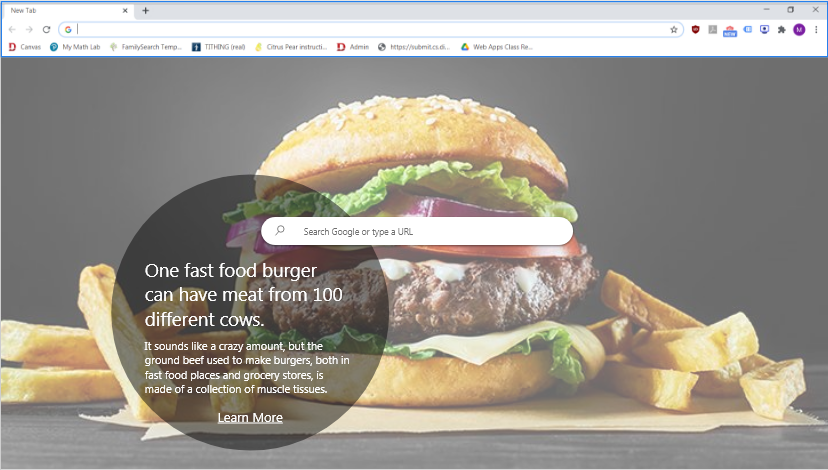 New Tab
Canvas My Math Lab FamilySearch Temp... TITHING (real) Citrus Pear instructi... Admin https://submit.cs.di... Web Apps Class Re...
Search Google or type a URL
One fast food burger
can have meat from 100
different cows.
It sounds like a crazy amount, but the
ground beef used to make burgers, both in
fast food places and grocery stores, is
made of a collection of muscle tissues.
Learn More